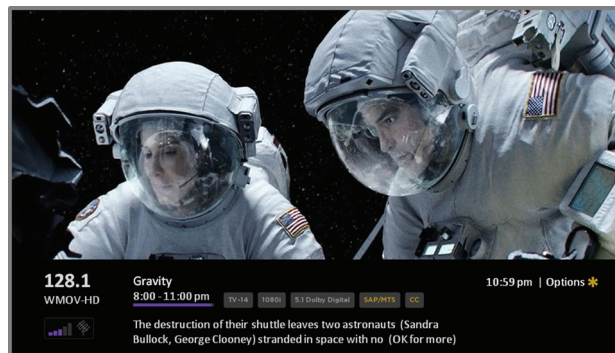 128.1
WMOV-HD
Gravity
8:00 - 11:00 pm
TV-14 1080i 5.1 Dolby Digital SAP/MTS CC
10:59 pm | Options ✱
The destruction of their shuttle leaves two astronauts (Sandra
Bullock, George Clooney) stranded in space with no (OK for more)